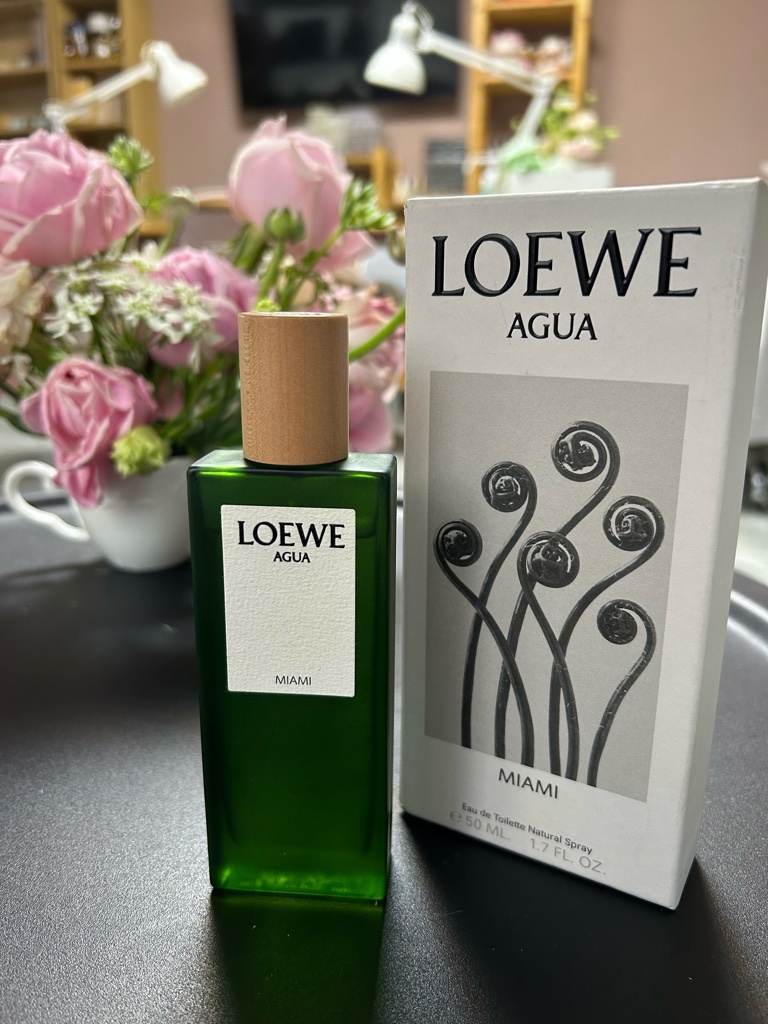 LOEWE
AGUA
MIAMI
LOEWE
AGUA
MIAMI
Eau de Toilette Natural Spray
℮ 50 ML. 1.7 FL. OZ.